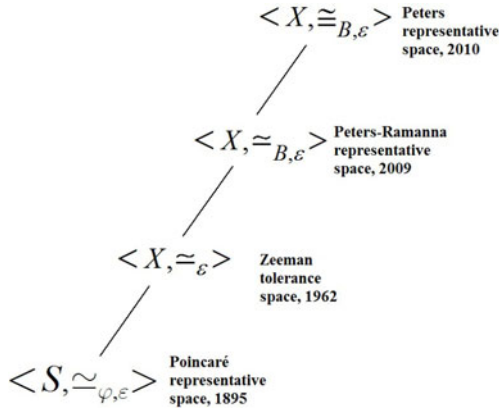 < X, ≊_{B,ε} > Peters
representative
space, 2010
< X, ≃_{B,ε} > Peters-Ramanna
representative
space, 2009
< X, ≃_ε > Zeeman
tolerance
space, 1962
< S, ≃_{φ,ε} > Poincaré
representative
space, 1895